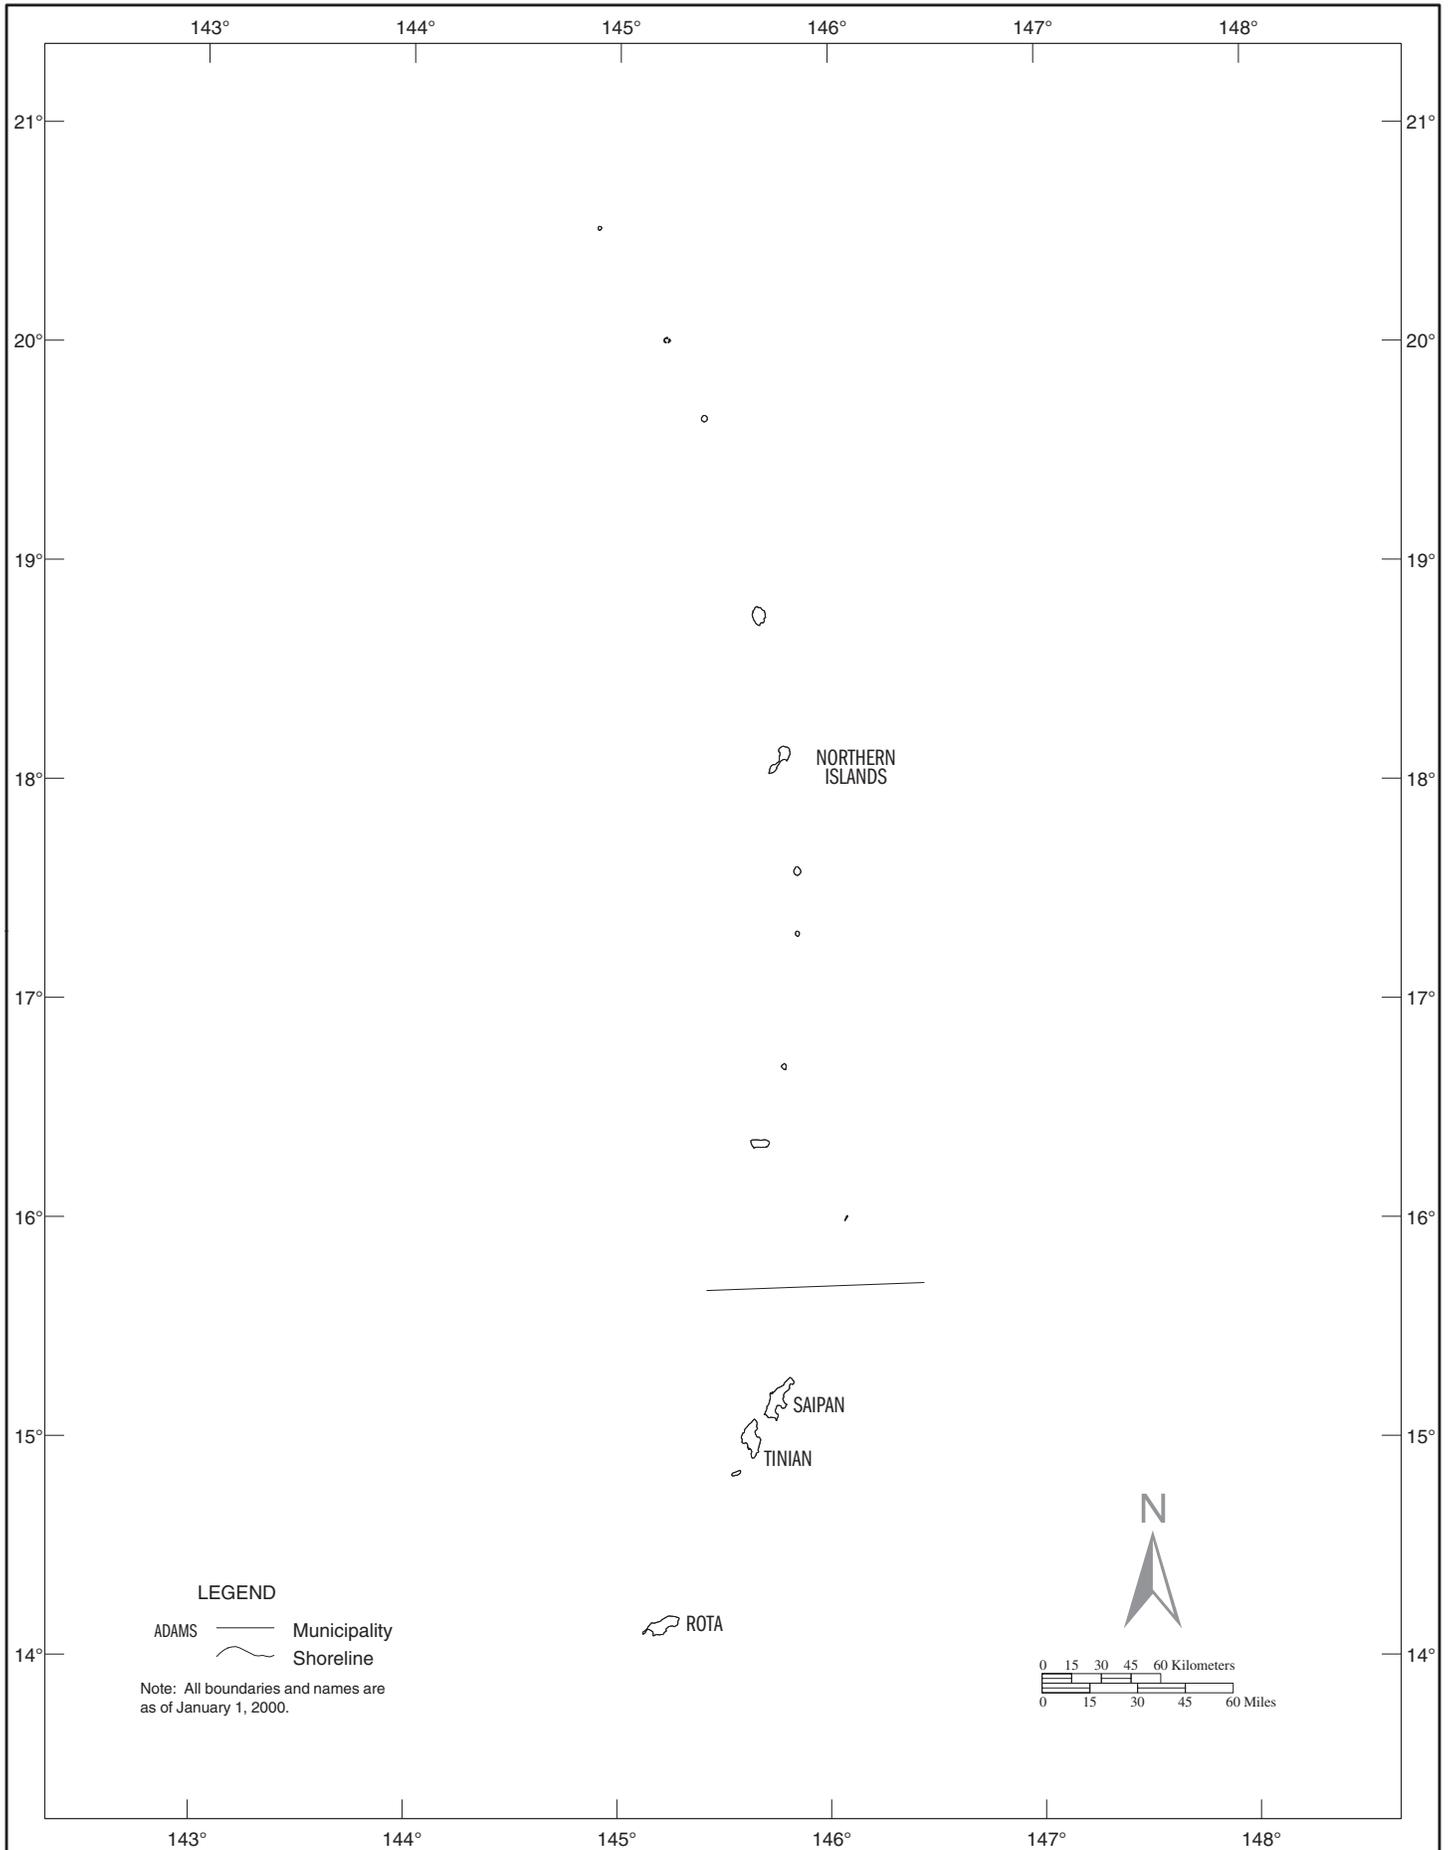 143° 144° 145° 146° 147° 148°
21° 21°
20° 20°
19° 19°
NORTHERN
ISLANDS
18° 18°
17° 17°
16° 16°
SAIPAN
15° 15°
TINIAN
N
LEGEND
ADAMS Municipality
Shoreline
ROTA
14° 14°
Note: All boundaries and names are
as of January 1, 2000.
0 15 30 45 60 Kilometers
0 15 30 45 60 Miles
143° 144° 145° 146° 147° 148°